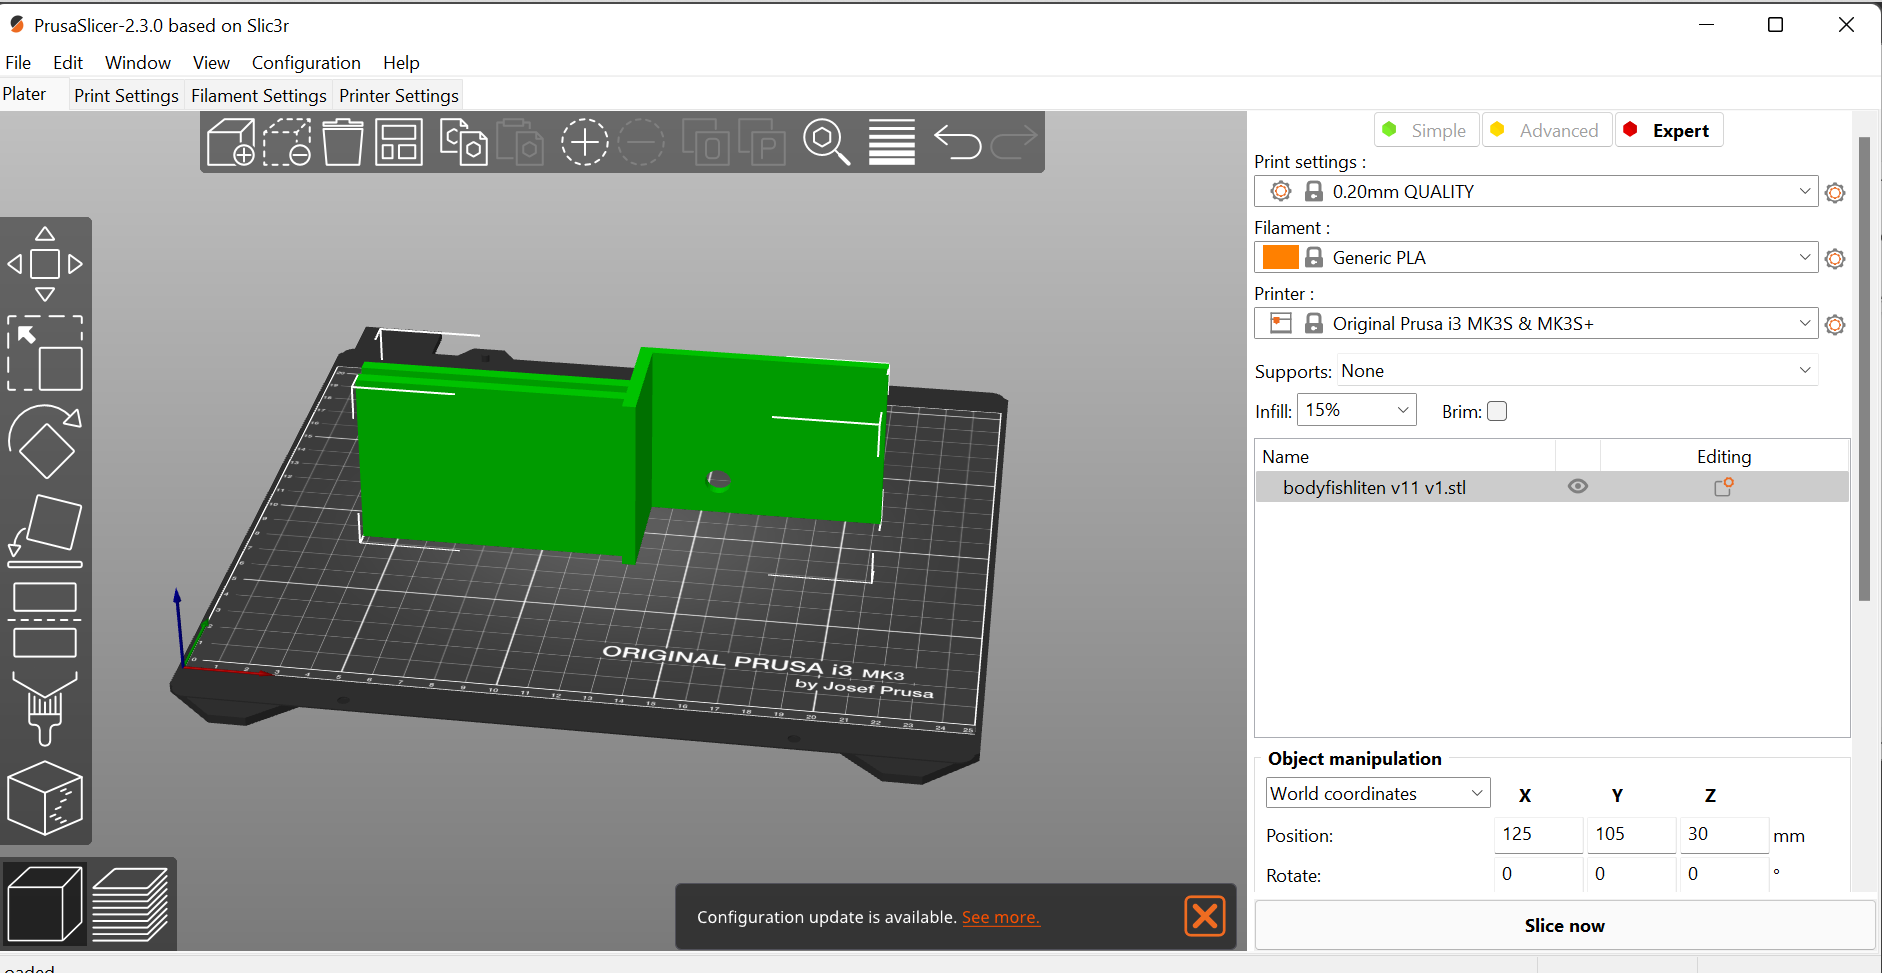 PrusaSlicer-2.3.0 based on Slic3r
File Edit Window View Configuration Help
Plater Print Settings Filament Settings Printer Settings
Simple Advanced Expert
Print settings :
0.20mm QUALITY
Filament :
Generic PLA
Printer :
Original Prusa i3 MK3S & MK3S+
Supports: None
Infill: 15% Brim:
Name Editing
bodyfishliten v11 v1.stl
ORIGINAL PRUSA i3 MK3
by Josef Prusa
Object manipulation
World coordinates X Y Z
Position: 125 105 30 mm
Rotate: 0 0 0 °
Configuration update is available. See more.
Slice now